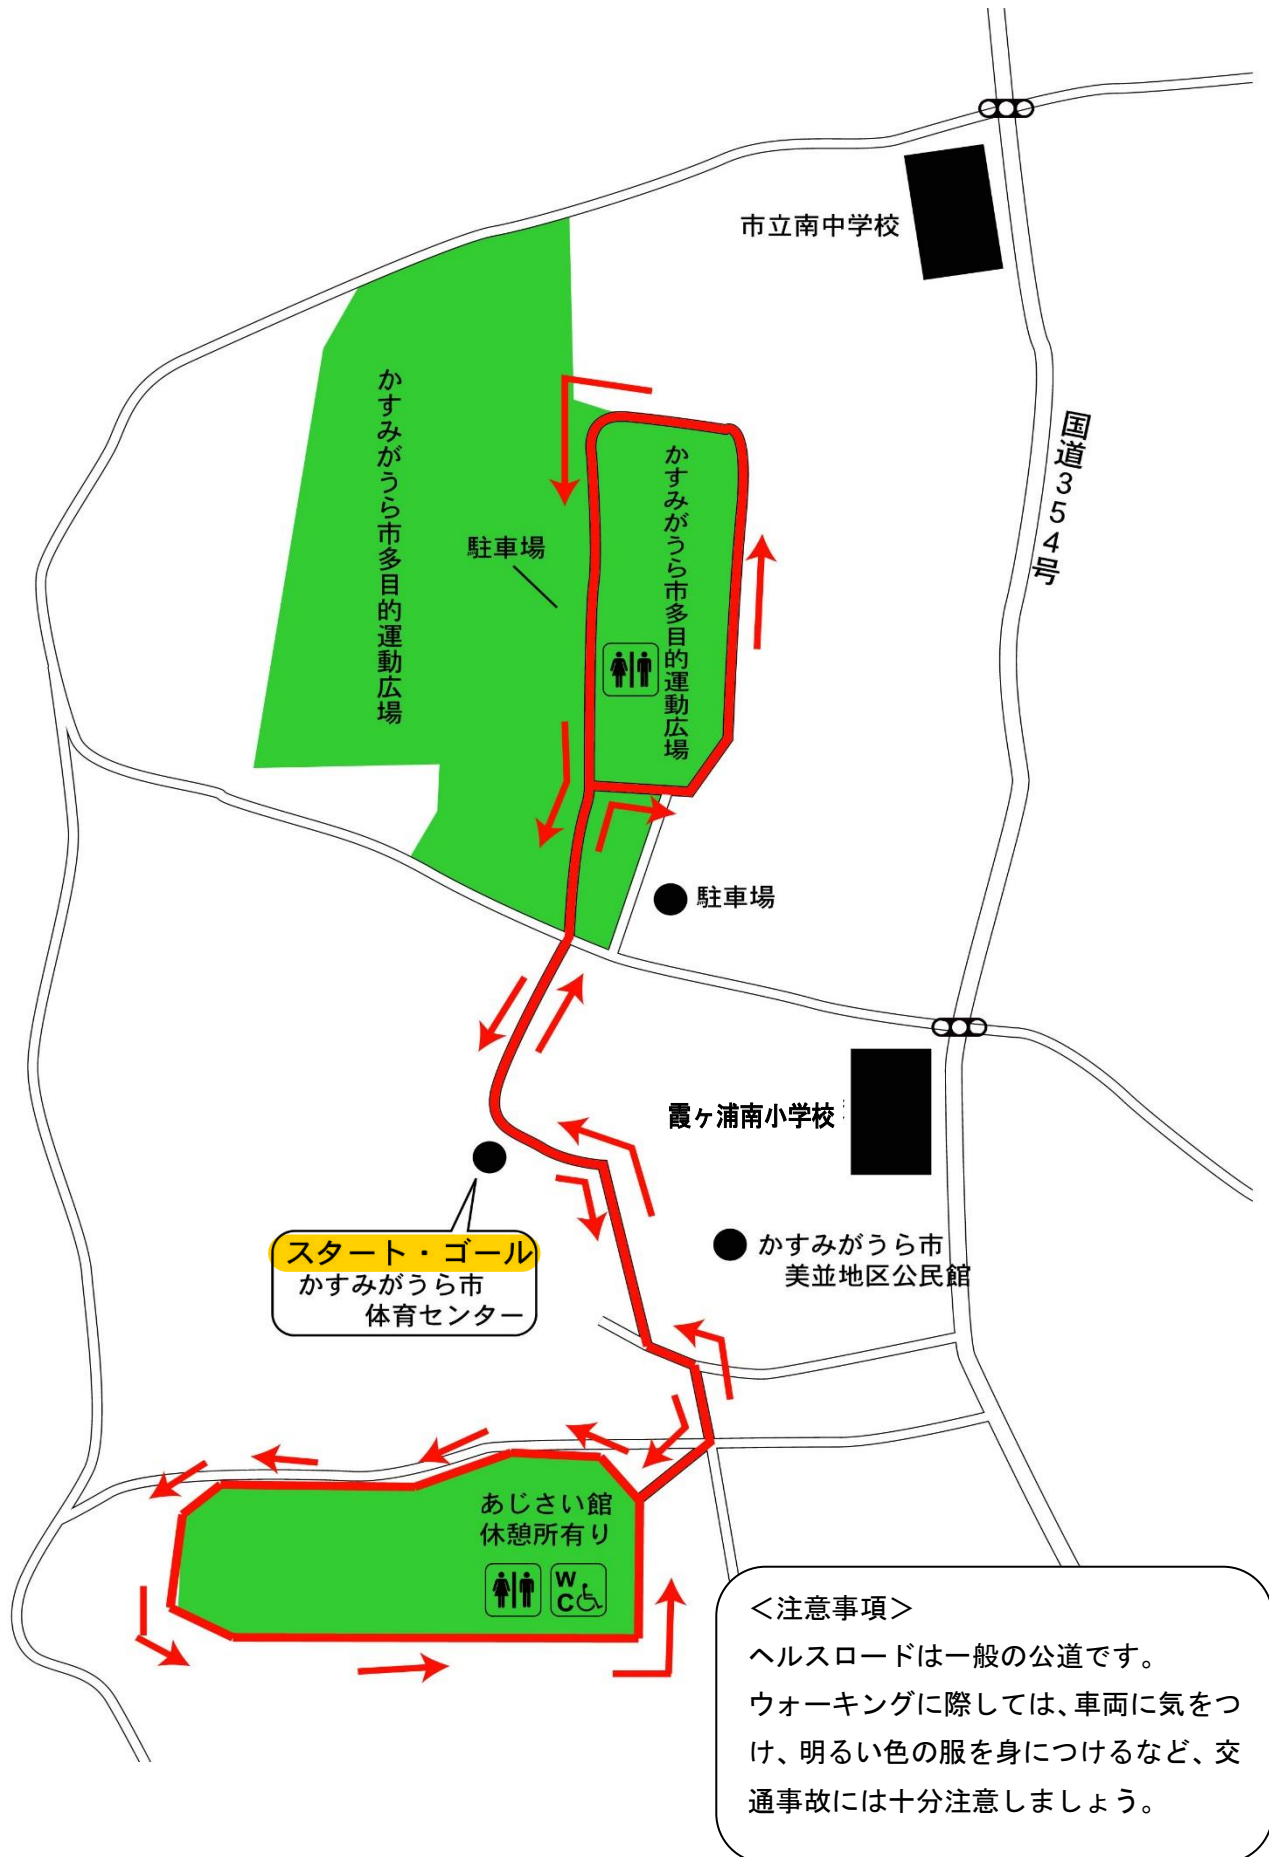 市立南中学校
国道354号
かすみがうら市多目的運動広場
かすみがうら市多目的運動広場
駐車場
駐車場
霞ヶ浦南小学校
かすみがうら市
美並地区公民館
スタート・ゴール
かすみがうら市
体育センター
あじさい館
休憩所有り
W
C
＜注意事項＞
ヘルスロードは一般の公道です。
ウォーキングに際しては、車両に気をつ
け、明るい色の服を身につけるなど、交
通事故には十分注意しましょう。